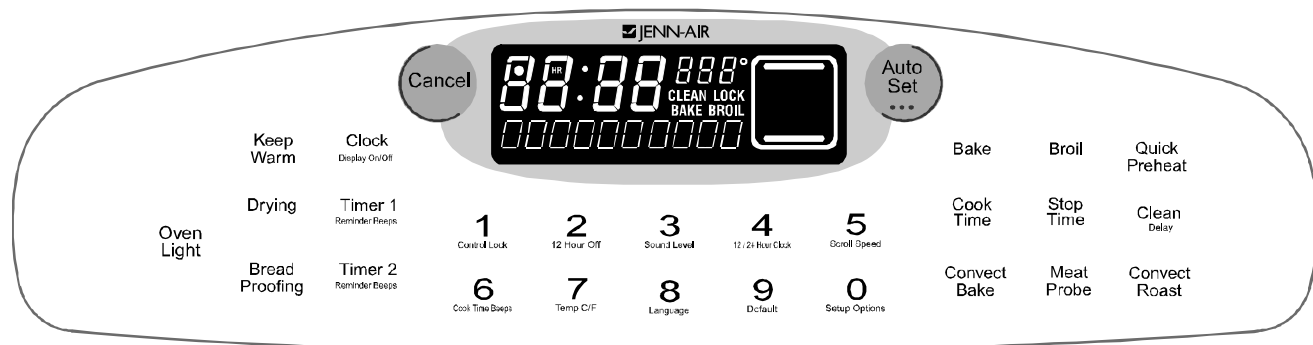 JENN-AIR
Cancel
88:88
HR
888°
CLEAN LOCK
BAKE BROIL
0000000000
Auto
Set
...
Keep
Warm
Clock
Display On/Off
Drying
Timer 1
Reminder Beeps
Oven
Light
Bread
Proofing
Timer 2
Reminder Beeps
1
Control Lock
2
12 Hour Off
3
Sound Level
4
12 / 24 Hour Clock
5
Scroll Speed
6
Cook Time Beeps
7
Temp C/F
8
Language
9
Default
0
Setup Options
Bake
Broil
Quick
Preheat
Cook
Time
Stop
Time
Clean
Delay
Convect
Bake
Meat
Probe
Convect
Roast